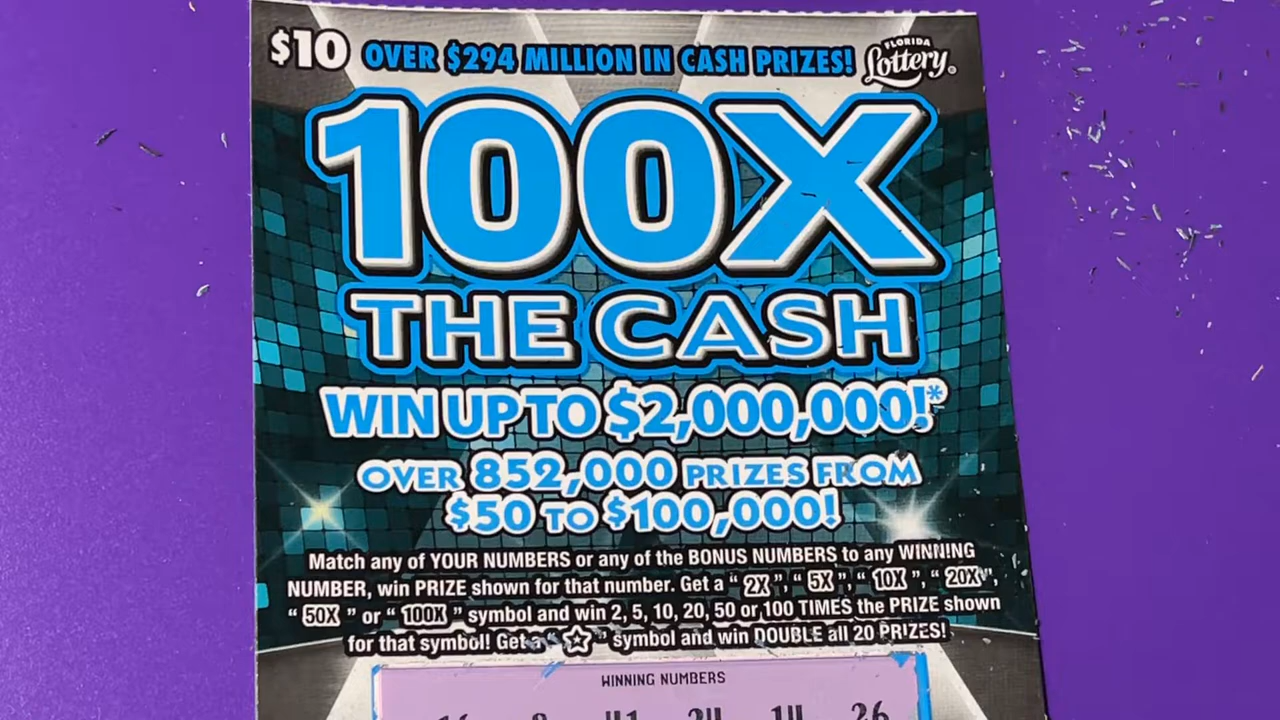 $10 OVER $294 MILLION IN CASH PRIZES! FLORIDA Lottery®
100X
THE CASH
WIN UP TO $2,000,000!*
OVER 852,000 PRIZES FROM
$50 TO $100,000!
Match any of YOUR NUMBERS or any of the BONUS NUMBERS to any WINNING
NUMBER, win PRIZE shown for that number. Get a “ 2X ”, “ 5X ”, “ 10X ”, “ 20X ”,
“ 50X ” or “ 100X ” symbol and win 2, 5, 10, 20, 50 or 100 TIMES the PRIZE shown
for that symbol! Get a “ ☆ ” symbol and win DOUBLE all 20 PRIZES!
WINNING NUMBERS
41 24 14 26